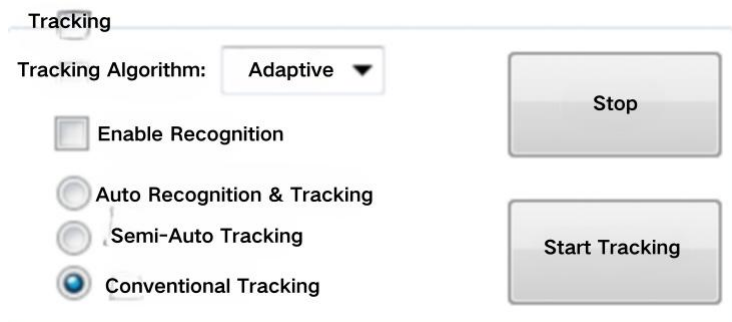 Tracking
Tracking Algorithm: Adaptive
Stop
Enable Recognition
Auto Recognition & Tracking
Semi-Auto Tracking
Start Tracking
Conventional Tracking